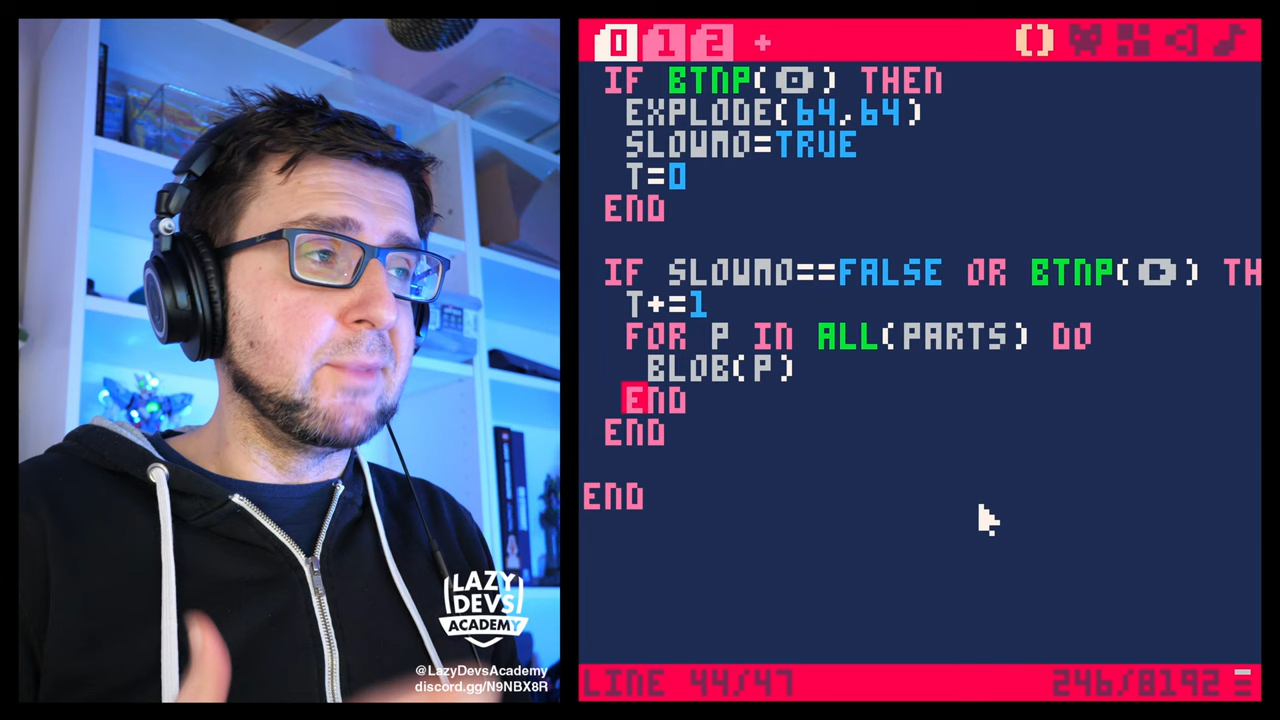 LAZY
DEVS
ACADEMY
@LazyDevsAcademy
discord.gg/N9NBX8R
0 1 2 +
IF BTNP(🅾️) THEN
EXPLODE(64,64)
SLOWMO=TRUE
T=0
END
IF SLOWMO==FALSE OR BTNP(▶) TH
T+=1
FOR P IN ALL(PARTS) DO
BLOB(P)
END
END
END
LINE 44/47
246/8192